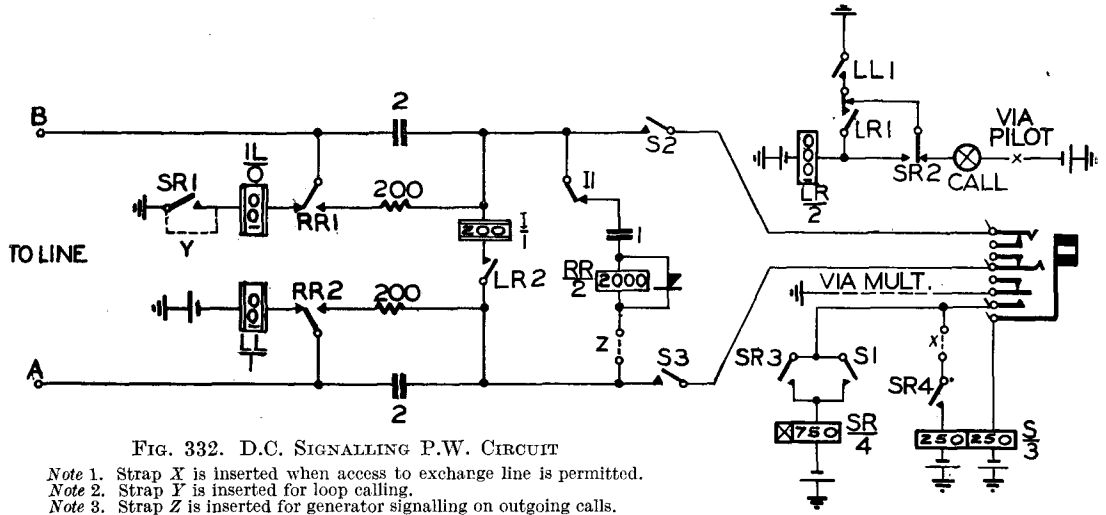 B
2
S2
LL1
LR1
VIA
PILOT
SR2
CALL
LR
2
SR1
Y
RR1
200
200
I
1
I1
1
TO LINE
RR2
200
LL
1
LR2
RR
2
2000
Z
VIA MULT.
A
2
S3
SR3
S1
X
SR4
750
SR
4
250
250
S
3
FIG. 332. D.C. SIGNALLING P.W. CIRCUIT
Note 1. Strap X is inserted when access to exchange line is permitted.
Note 2. Strap Y is inserted for loop calling.
Note 3. Strap Z is inserted for generator signalling on outgoing calls.